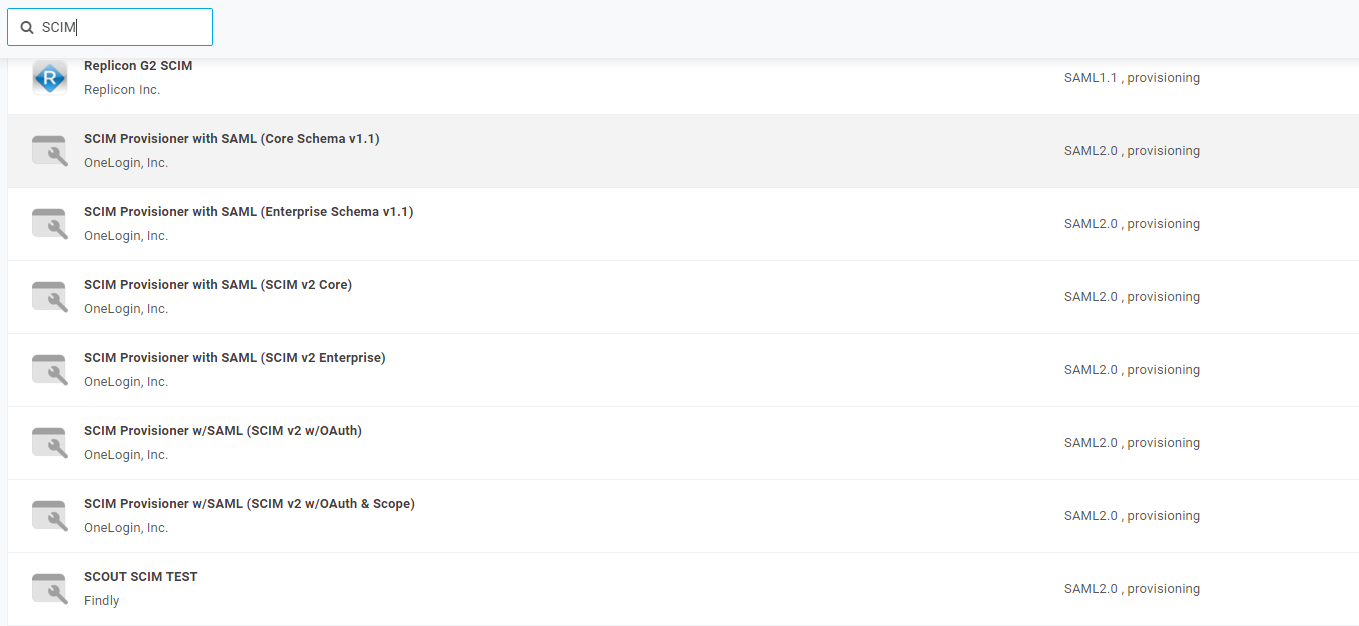 SCIM
Replicon G2 SCIM
Replicon Inc.
SAML1.1 , provisioning
SCIM Provisioner with SAML (Core Schema v1.1)
OneLogin, Inc.
SAML2.0 , provisioning
SCIM Provisioner with SAML (Enterprise Schema v1.1)
OneLogin, Inc.
SAML2.0 , provisioning
SCIM Provisioner with SAML (SCIM v2 Core)
OneLogin, Inc.
SAML2.0 , provisioning
SCIM Provisioner with SAML (SCIM v2 Enterprise)
OneLogin, Inc.
SAML2.0 , provisioning
SCIM Provisioner w/SAML (SCIM v2 w/OAuth)
OneLogin, Inc.
SAML2.0 , provisioning
SCIM Provisioner w/SAML (SCIM v2 w/OAuth & Scope)
OneLogin, Inc.
SAML2.0 , provisioning
SCOUT SCIM TEST
Findly
SAML2.0 , provisioning